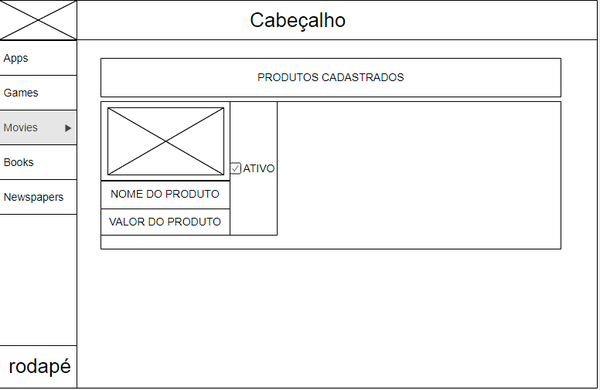 Cabeçalho
Apps
Games
Movies
Books
Newspapers
rodapé
PRODUTOS CADASTRADOS
ATIVO
NOME DO PRODUTO
VALOR DO PRODUTO